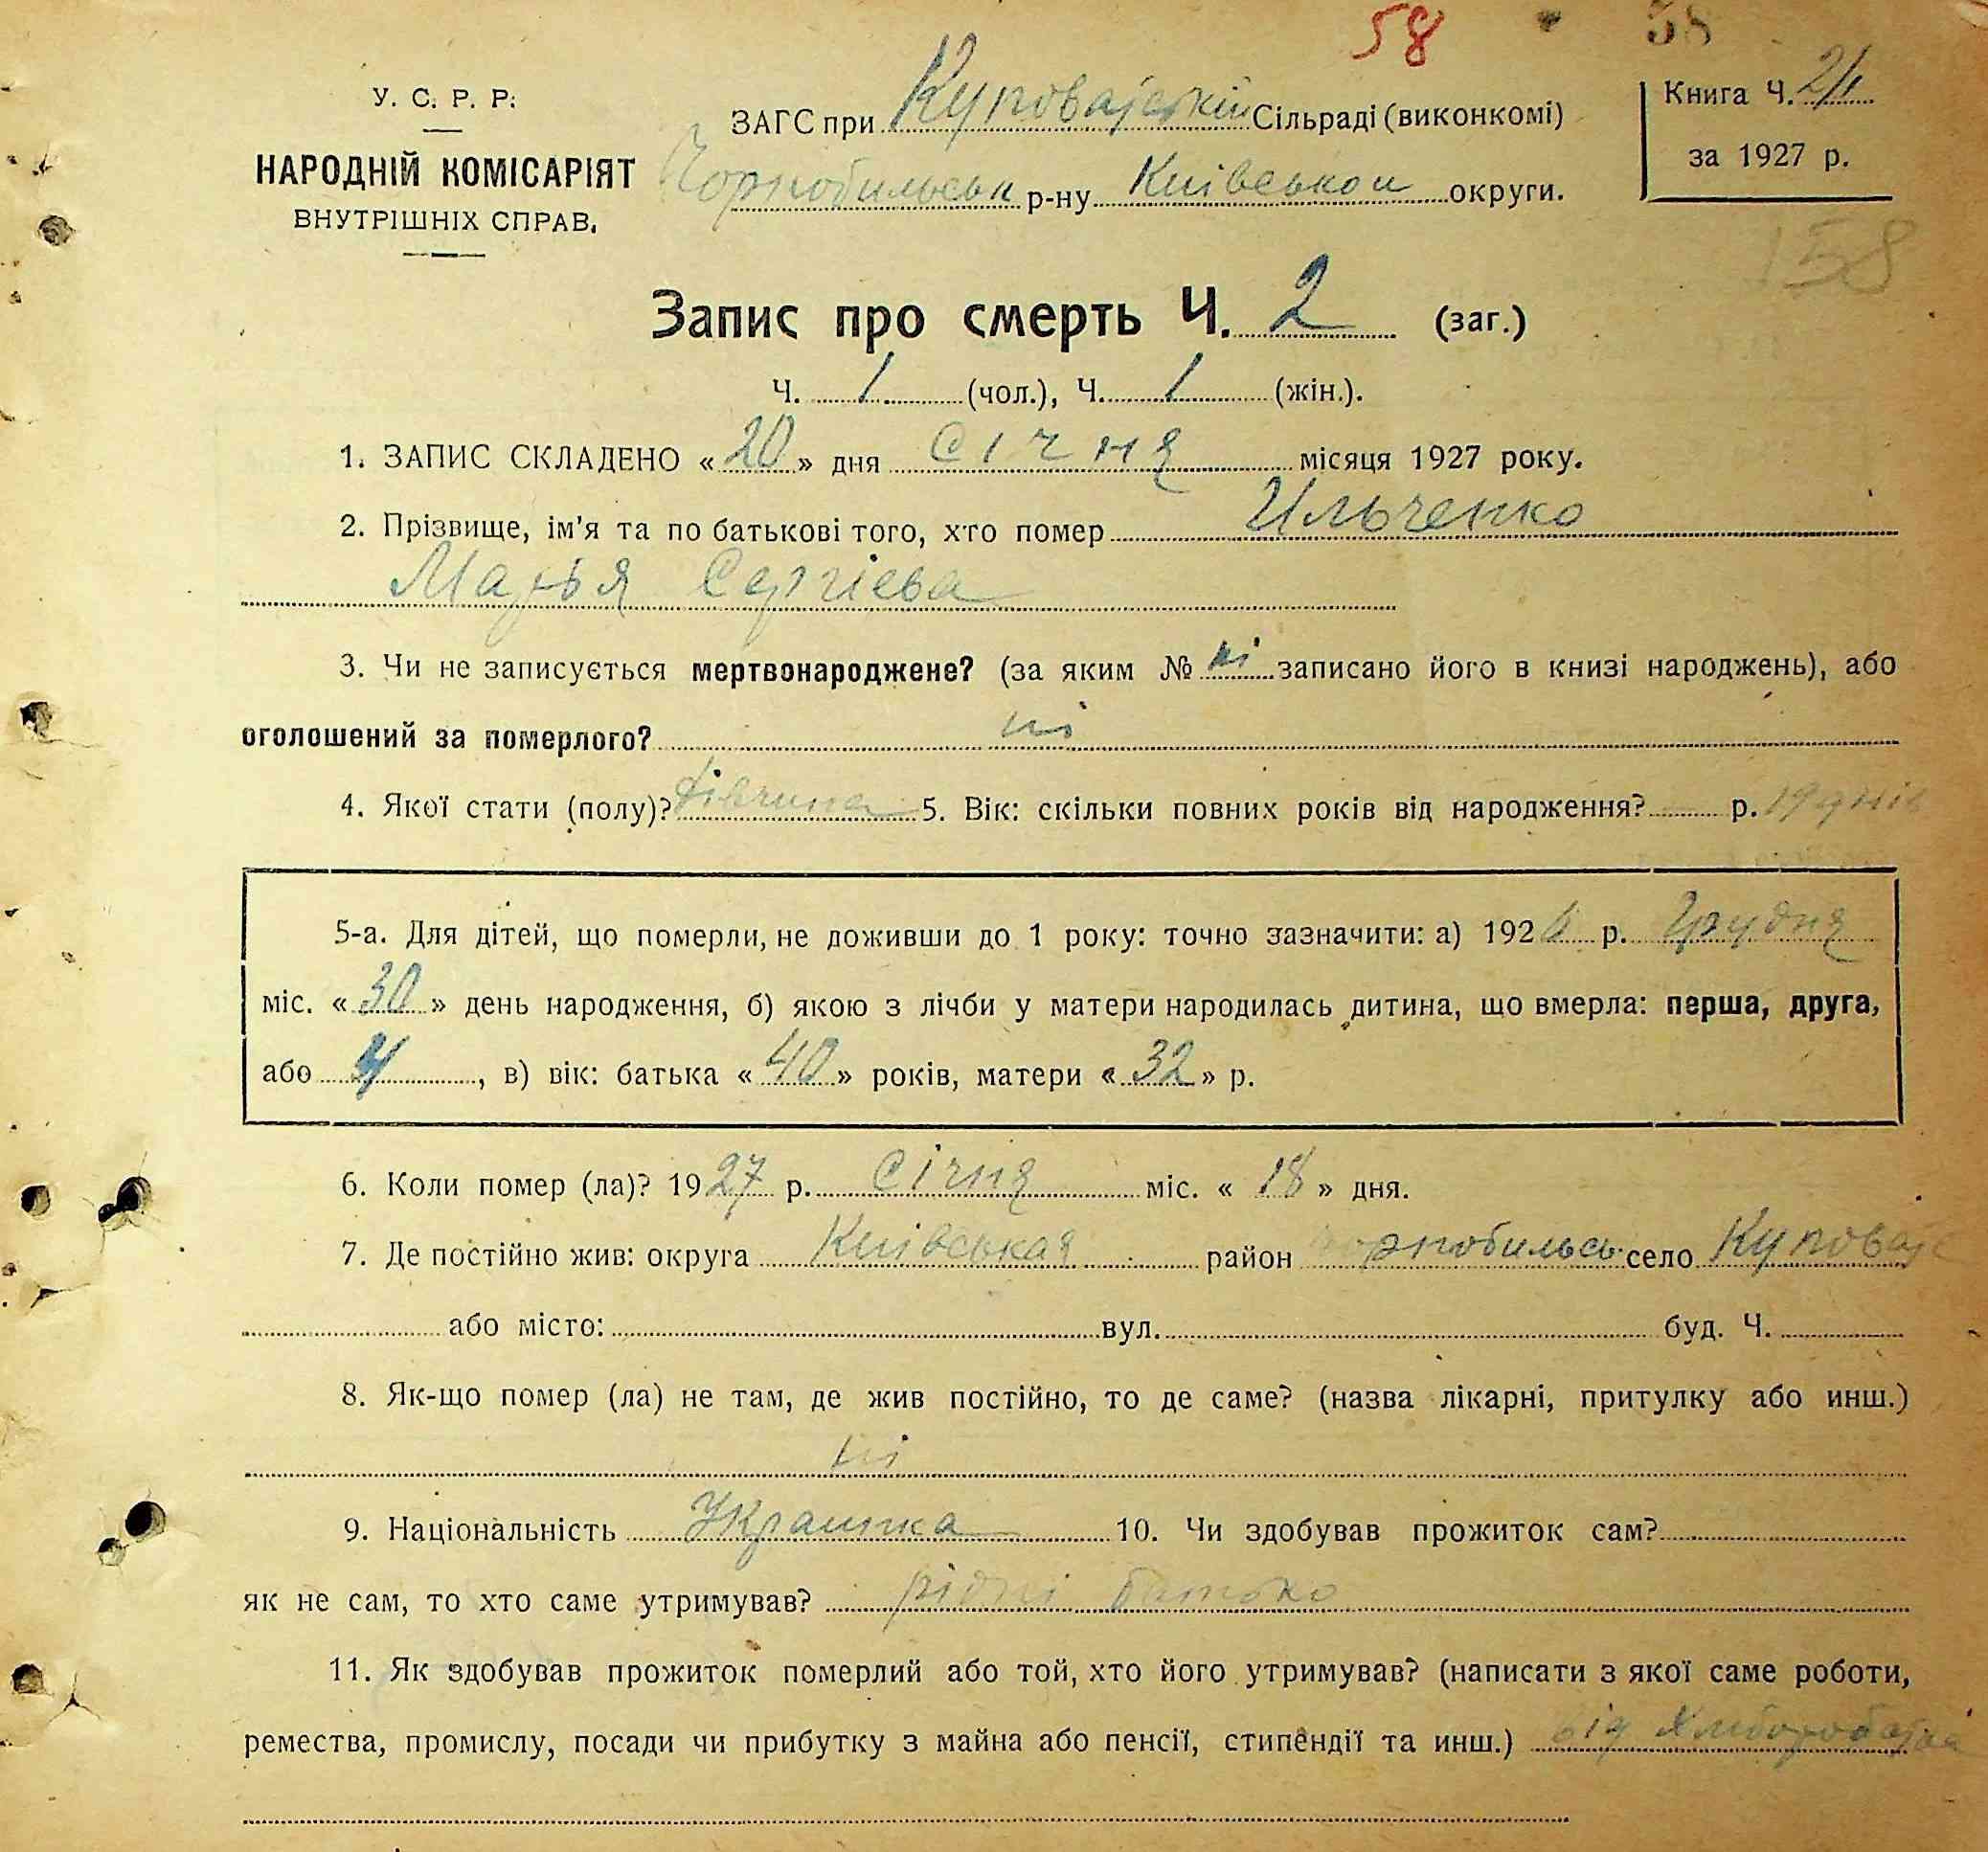 58 58
У. С. Р. Р.
НАРОДНІЙ КОМІСАРІЯТ
ВНУТРІШНІХ СПРАВ.
ЗАГС при Куповатській Сільраді (виконкомі)
Чорнобильськ р-ну Київськои округи.
Книга Ч.
за 1927 р.
158
Запис про смерть Ч. 2 (заг.)
Ч. 1 (чол.), Ч. 1 (жін.).
1. ЗАПИС СКЛАДЕНО « 20 » дня Січня місяця 1927 року.
2. Прізвище, ім'я та по батькові того, хто помер Ильченко
Марья Сергіева
3. Чи не записується мертвонароджене? (за яким № ні записано його в книзі народжень), або
оголошений за померлого? ні
4. Якої стати (полу)? дівчина 5. Вік: скільки повних років від народження? р. 19 днів
5-а. Для дітей, що померли, не доживши до 1 року: точно зазначити: а) 1926 р. Грудня
міс. « 30 » день народження, б) якою з лічби у матери народилась дитина, що вмерла: перша, друга,
або 4, в) вік: батька « 40 » років, матери « 32 » р.
6. Коли помер (ла)? 1927 р. Січня міс. « 18 » дня.
7. Де постійно жив: округа Київськая район Чорнобильсь село Куповате
або місто: вул. буд. Ч.
8. Як-що помер (ла) не там, де жив постійно, то де саме? (назва лікарні, притулку або инш.)
ні
9. Національність Украинка 10. Чи здобував прожиток сам?
як не сам, то хто саме утримував? рідні батько
11. Як здобував прожиток померлий або той, хто його утримував? (написати з якої саме роботи,
ремества, промислу, посади чи прибутку з майна або пенсії, стипендії та инш.) від хліборобства